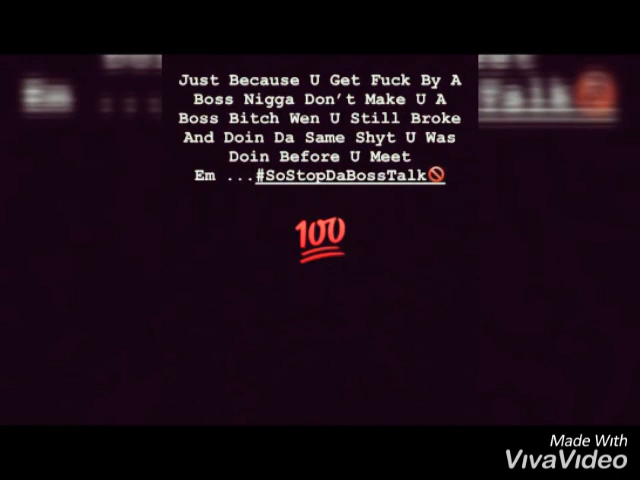 Just Because U Get Fuck By A
Boss Nigga Don't Make U A
Boss Bitch Wen U Still Broke
And Doin Da Same Shyt U Was
Doin Before U Meet
Em ...#SoStopDaBossTalk🚫
💯
Made With
VivaVideo